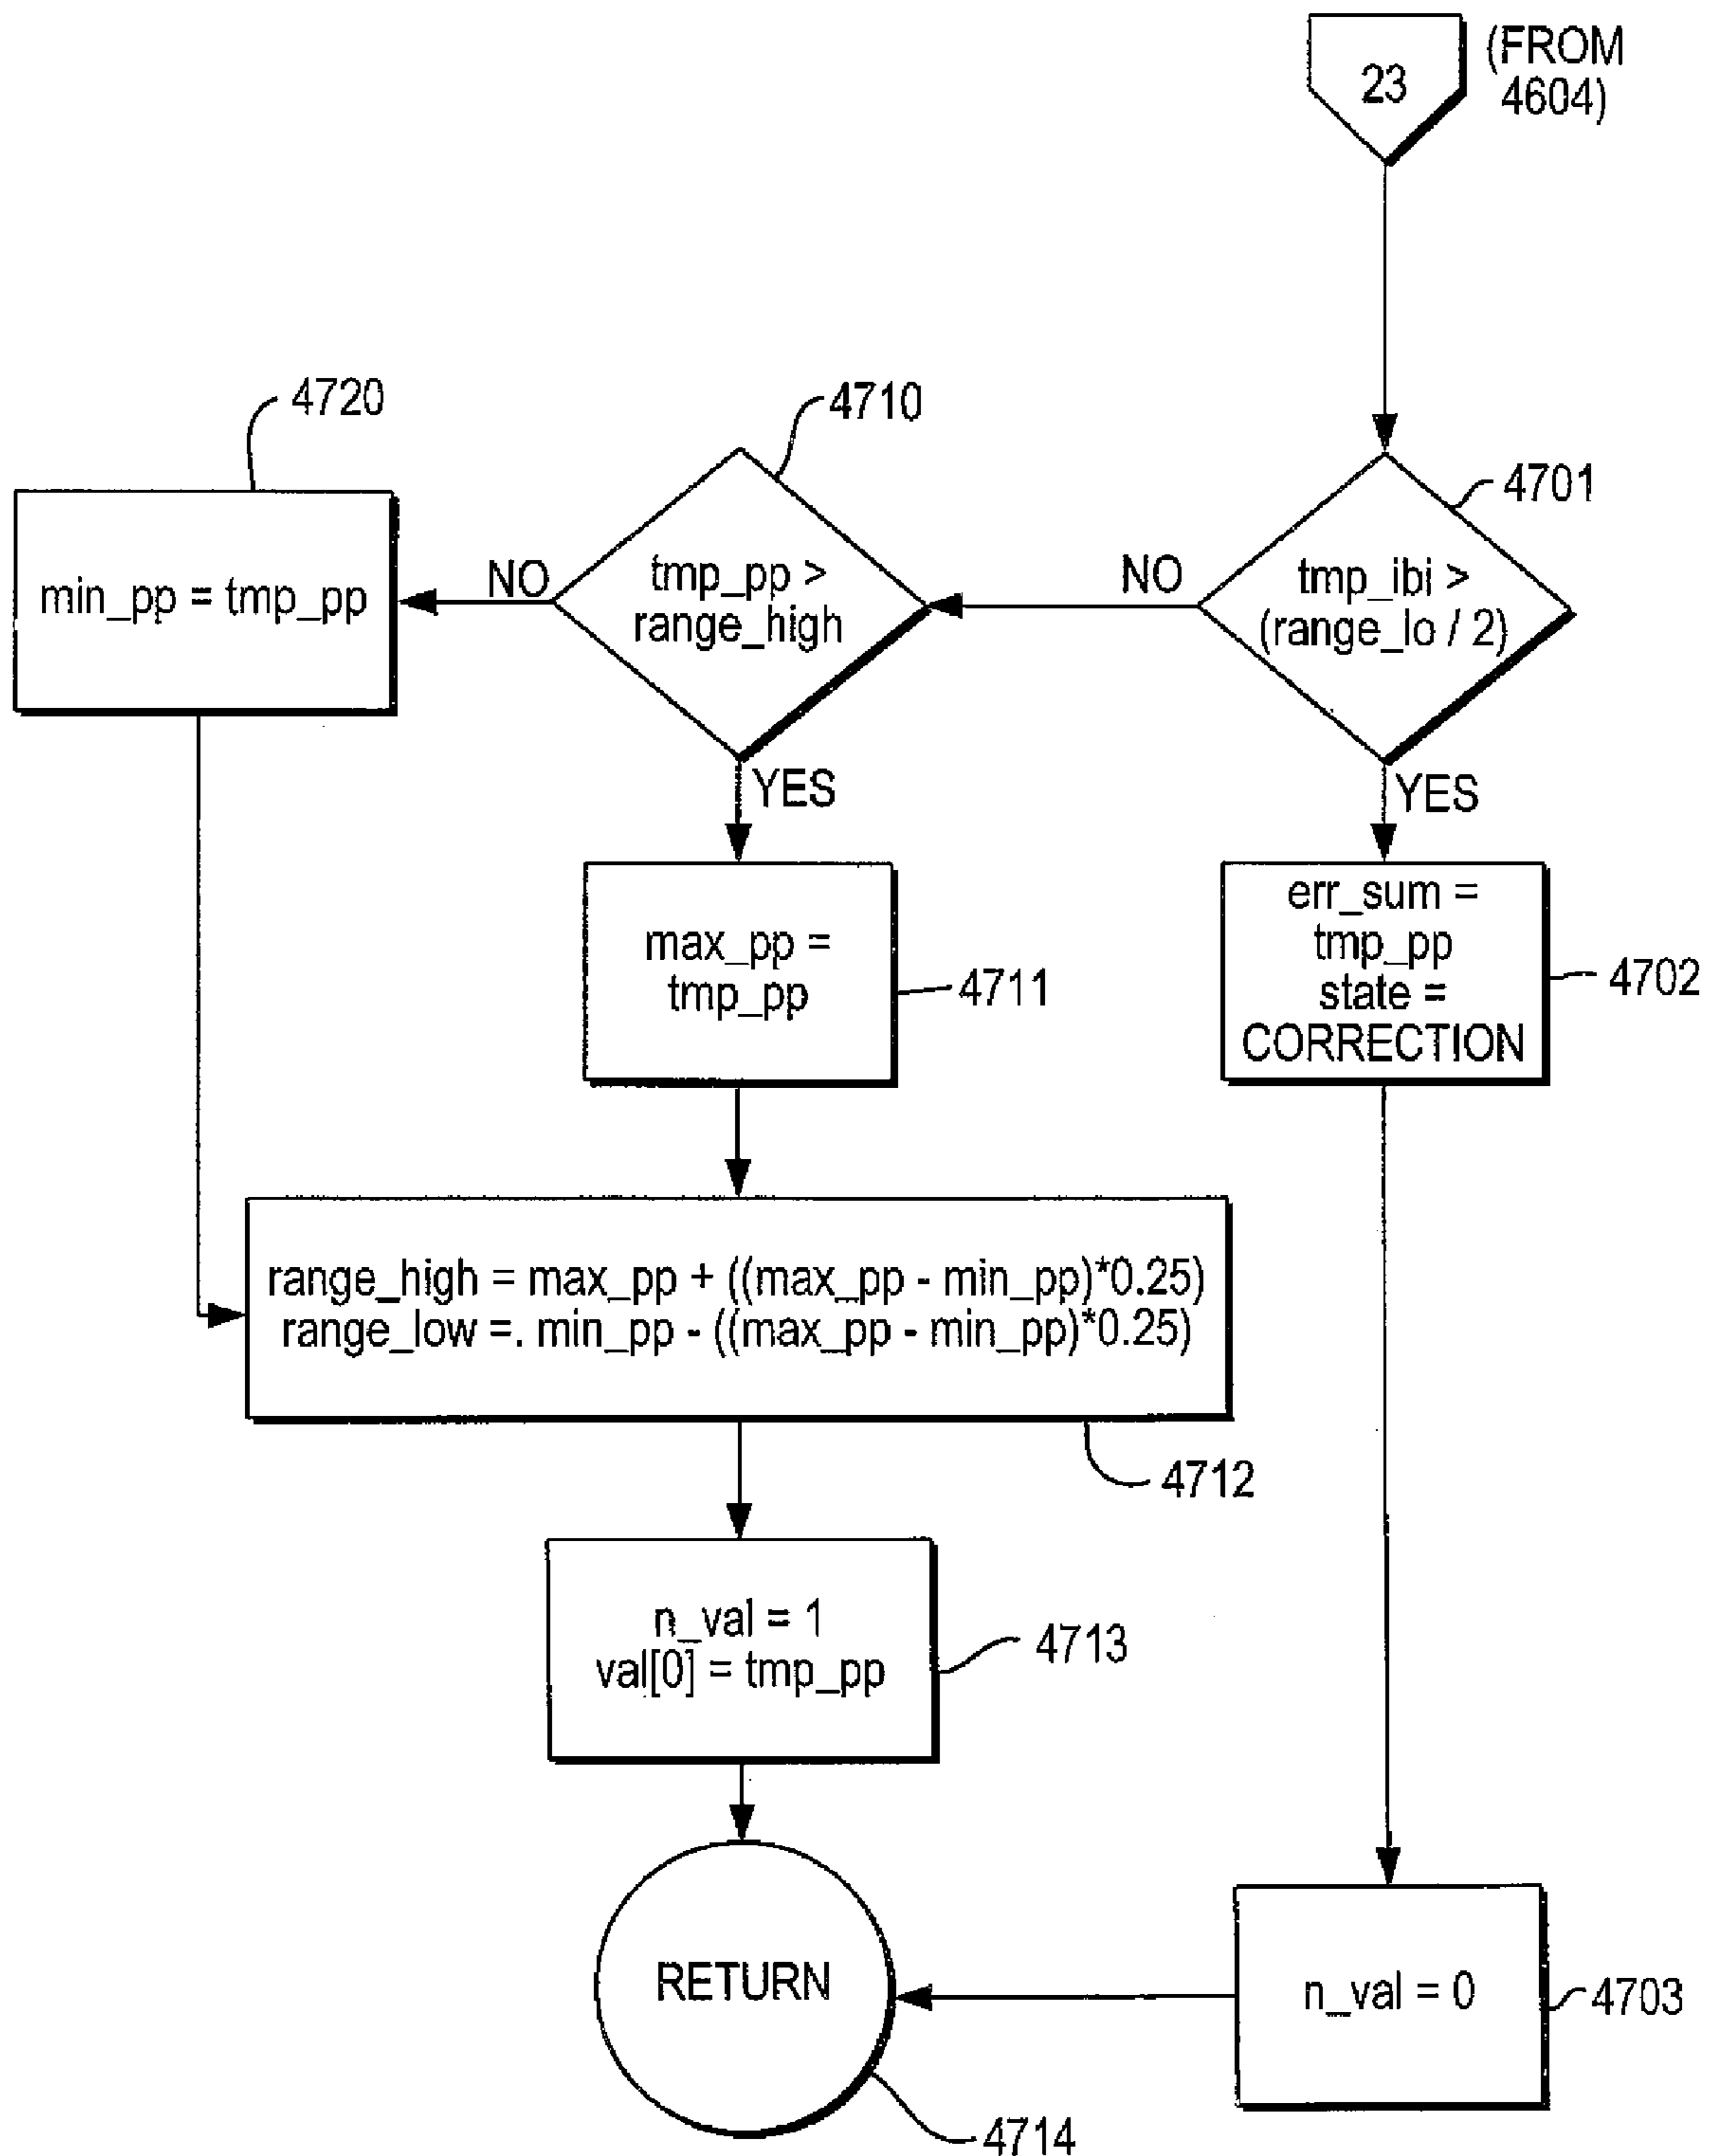 23
(FROM
4604)
4720
4710
4701
min_pp = tmp_pp
NO
tmp_pp >
range_high
NO
tmp_ibi >
(range_lo / 2)
YES
YES
max_pp =
tmp_pp
4711
err_sum =
tmp_pp
state =
CORRECTION
4702
range_high = max_pp + ((max_pp - min_pp)*0.25)
range_low =. min_pp - ((max_pp - min_pp)*0.25)
4712
n_val = 1
val[0] = tmp_pp
4713
RETURN
n_val = 0
4703
4714